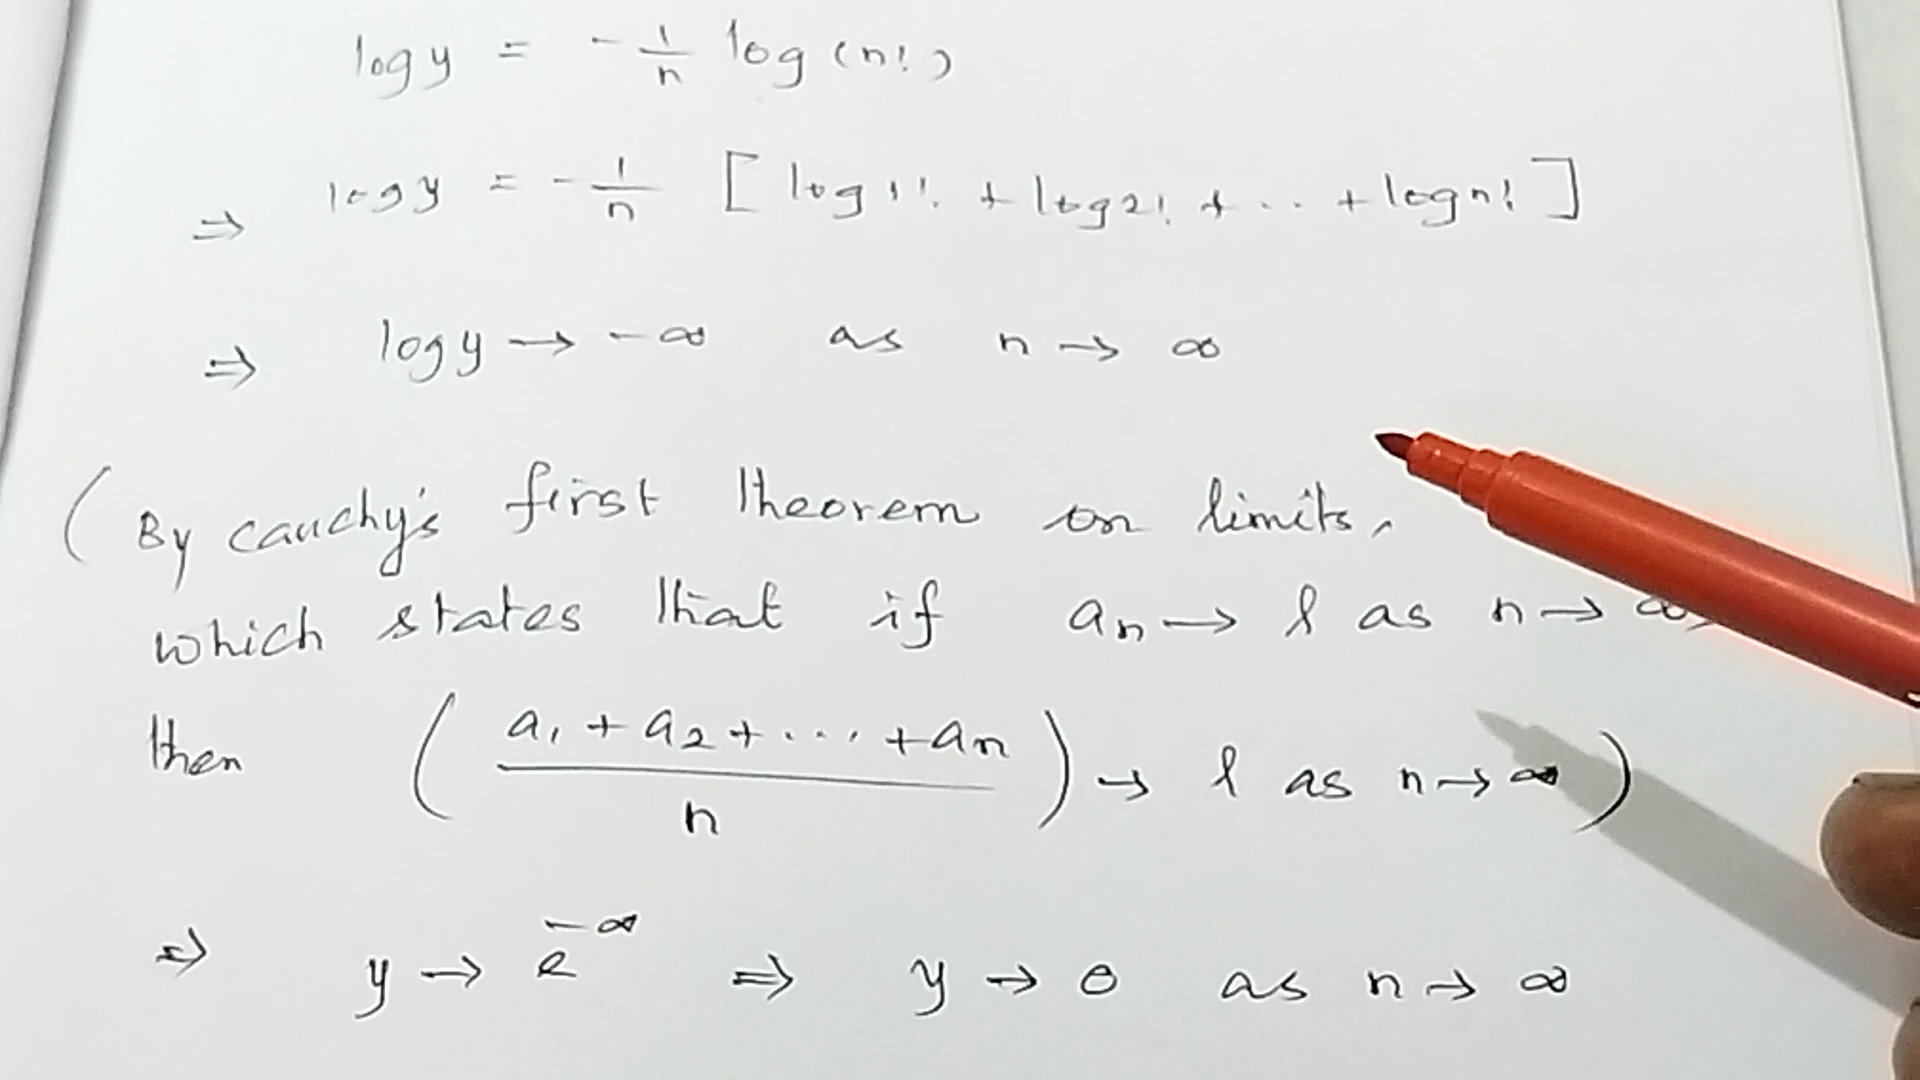 log y = - 1/n log (n!)
⇒ log y = - 1/n [ log 1! + log 2! + .. + log n! ]
⇒ log y → -∞ as n → ∞
( By cauchy's first theorem on limits,
which states that if an → l as n → ∞,
then ( a1 + a2 + ... + an / n ) → l as n → ∞ )
⇒ y → e^-∞ ⇒ y → 0 as n → ∞